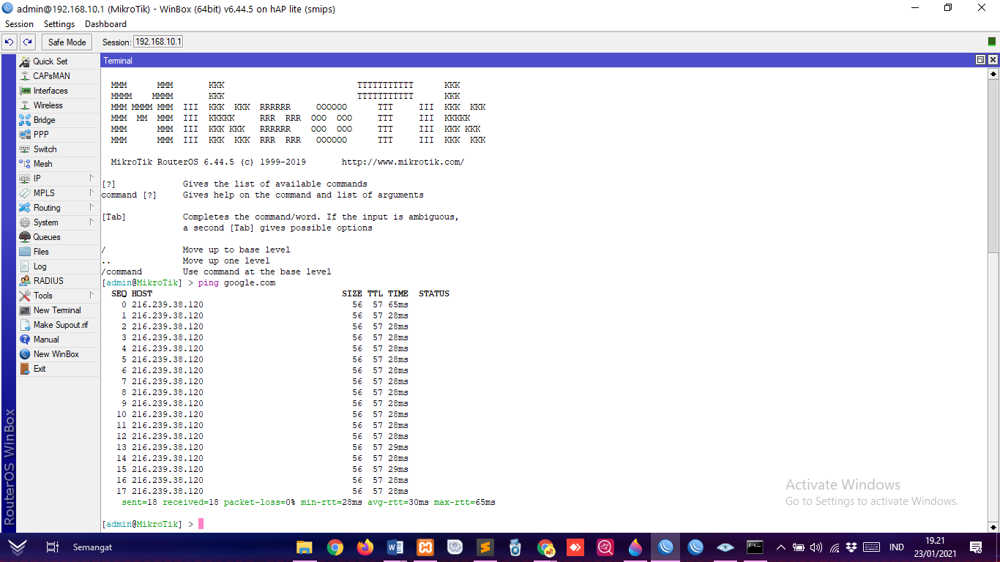 admin@192.168.10.1 (MikroTik) - WinBox (64bit) v6.44.5 on hAP lite (smips)
Session Settings Dashboard
Safe Mode Session: 192.168.10.1
Quick Set
CAPsMAN
Interfaces
Wireless
Bridge
PPP
Switch
Mesh
IP
MPLS
Routing
System
Queues
Files
Log
RADIUS
Tools
New Terminal
Make Supout.rif
Manual
New WinBox
Exit
RouterOS WinBox
Terminal
MMM MMM KKK TTTTTTTTTTT KKK
MMMM MMMM KKK TTTTTTTTTTT KKK
MMM MMMM MMM III KKK KKK RRRRRR OOOOOO TTT III KKK KKK
MMM MM MMM III KKKKK RRR RRR OOO OOO TTT III KKKKK
MMM MMM III KKK KKK RRRRRR OOO OOO TTT III KKK KKK
MMM MMM III KKK KKK RRR RRR OOOOOO TTT III KKK KKK
MikroTik RouterOS 6.44.5 (c) 1999-2019 http://www.mikrotik.com/
[?] Gives the list of available commands
command [?] Gives help on the command and list of arguments
[Tab] Completes the command/word. If the input is ambiguous,
a second [Tab] gives possible options
/ Move up to base level
.. Move up one level
/command Use command at the base level
[admin@MikroTik] > ping google.com
SEQ HOST SIZE TTL TIME STATUS
0 216.239.38.120 56 57 65ms
1 216.239.38.120 56 57 28ms
2 216.239.38.120 56 57 28ms
3 216.239.38.120 56 57 28ms
4 216.239.38.120 56 57 28ms
5 216.239.38.120 56 57 28ms
6 216.239.38.120 56 57 28ms
7 216.239.38.120 56 57 28ms
8 216.239.38.120 56 57 28ms
9 216.239.38.120 56 57 28ms
10 216.239.38.120 56 57 28ms
11 216.239.38.120 56 57 28ms
12 216.239.38.120 56 57 28ms
13 216.239.38.120 56 57 29ms
14 216.239.38.120 56 57 28ms
15 216.239.38.120 56 57 29ms
16 216.239.38.120 56 57 28ms
17 216.239.38.120 56 57 28ms
sent=18 received=18 packet-loss=0% min-rtt=28ms avg-rtt=30ms max-rtt=65ms
[admin@MikroTik] >
Activate Windows
Go to Settings to activate Windows.
Semangat
IND
19.21
23/01/2021